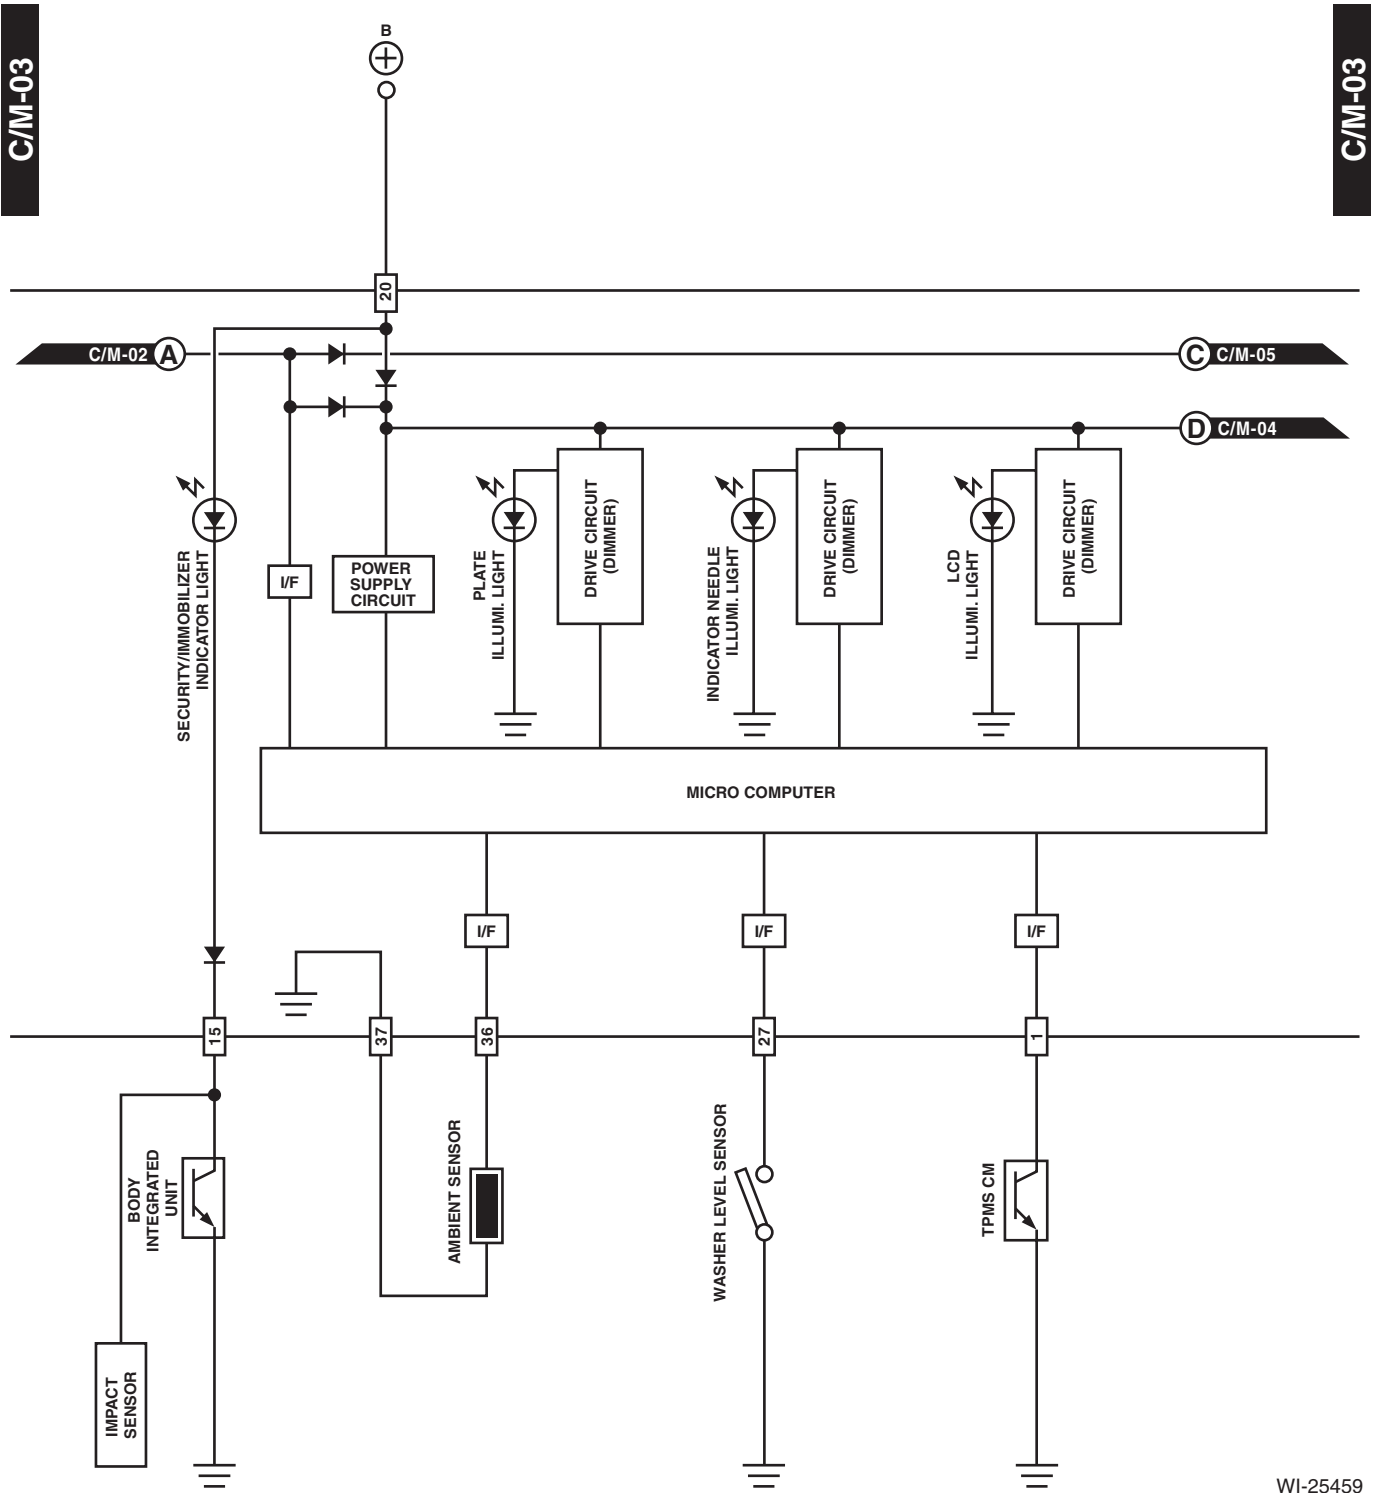 C/M-03
C/M-03
B
20
C/M-02 A
C C/M-05
D C/M-04
SECURITY/IMMOBILIZER
INDICATOR LIGHT
I/F
POWER
SUPPLY
CIRCUIT
PLATE
ILLUMI. LIGHT
DRIVE CIRCUIT
(DIMMER)
INDICATOR NEEDLE
ILLUMI. LIGHT
DRIVE CIRCUIT
(DIMMER)
LCD
ILLUMI. LIGHT
DRIVE CIRCUIT
(DIMMER)
MICRO COMPUTER
I/F
I/F
I/F
15
37
36
27
1
BODY
INTEGRATED
UNIT
AMBIENT SENSOR
WASHER LEVEL SENSOR
TPMS CM
IMPACT
SENSOR
WI-25459